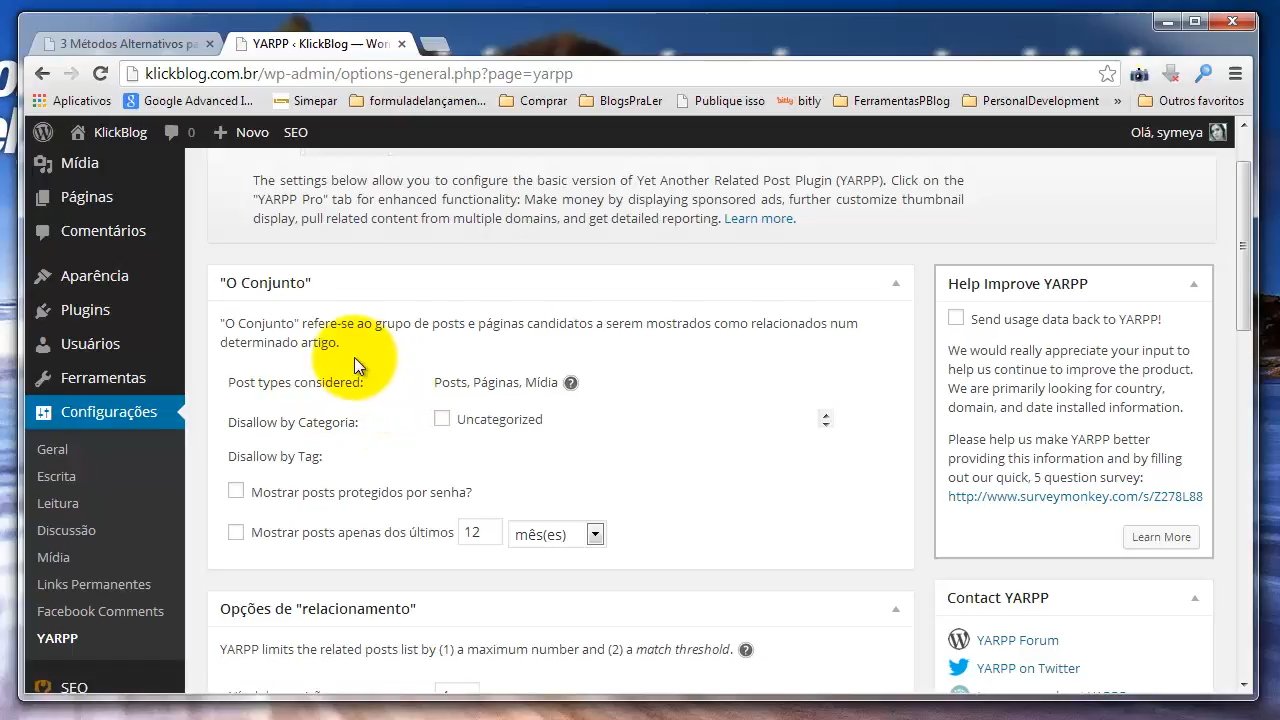 3 Métodos Alternativos pa
YARPP ‹ KlickBlog — Wor
klickblog.com.br/wp-admin/options-general.php?page=yarpp
Aplicativos
Google Advanced I...
Simepar
formuladelançamo...
Comprar
BlogsPraLer
Publiquesso
bitly bitly
FerramentasPBlog
PersonalDevelopment
»
Outros favoritos
KlickBlog
0
Novo
SEO
Olá, symeya
Mídia
Páginas
Comentários
Aparência
Plugins
Usuários
Ferramentas
Configurações
Geral
Escrita
Leitura
Discussão
Mídia
Links Permanentes
Facebook Comments
YARPP
SEO
The settings below allow you to configure the basic version of Yet Another Related Post Plugin (YARPP). Click on the
"YARPP Pro" tab for enhanced functionality: Make money by displaying sponsored ads, further customize thumbnail
display, pull related content from multiple domains, and get detailed reporting. Learn more.
"O Conjunto"
"O Conjunto" refere-se ao grupo de posts e páginas candidatos a serem mostrados como relacionados num
determinado artigo.
Post types considered: Posts, Páginas, Mídia ?
Disallow by Categoria: Uncategorized
Disallow by Tag:
Mostrar posts protegidos por senha?
Mostrar posts apenas dos últimos 12 mês(es)
Opções de "relacionamento"
YARPP limits the related posts list by (1) a maximum number and (2) a match threshold. ?
Help Improve YARPP
Send usage data back to YARPP!
We would really appreciate your input to
help us continue to improve the product.
We are primarily looking for country,
domain, and date installed information.
Please help us make YARPP better
providing this information and by filling
out our quick, 5 question survey:
http://www.surveymonkey.com/s/Z278L88
Learn More
Contact YARPP
YARPP Forum
YARPP on Twitter